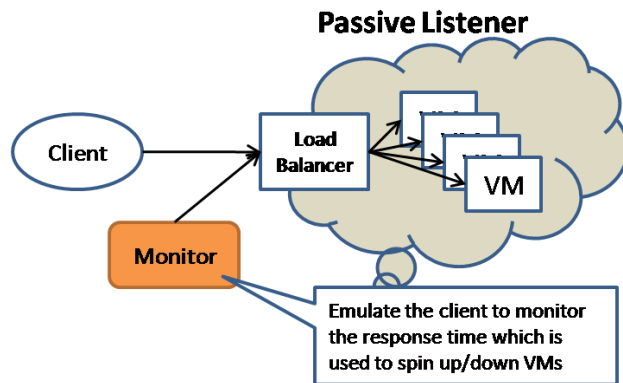 Passive Listener
Client
Load
Balancer
VM
Monitor
Emulate the client to monitor
the response time which is
used to spin up/down VMs